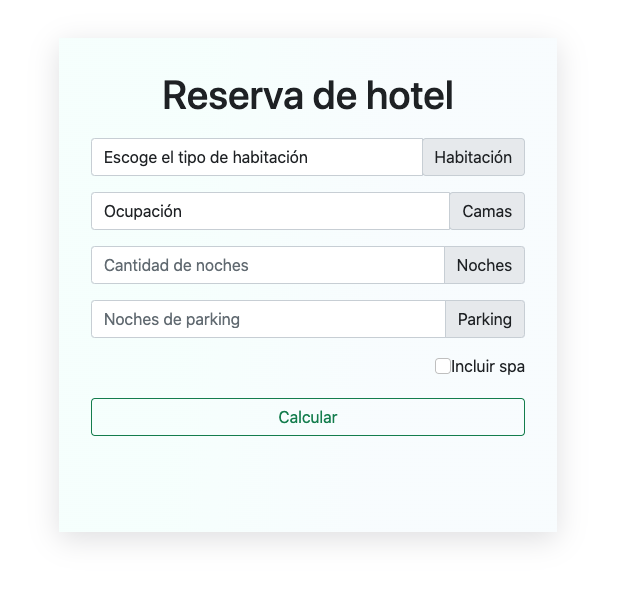 Reserva de hotel
Escoge el tipo de habitación Habitación
Ocupación Camas
Cantidad de noches Noches
Noches de parking Parking
Incluir spa
Calcular